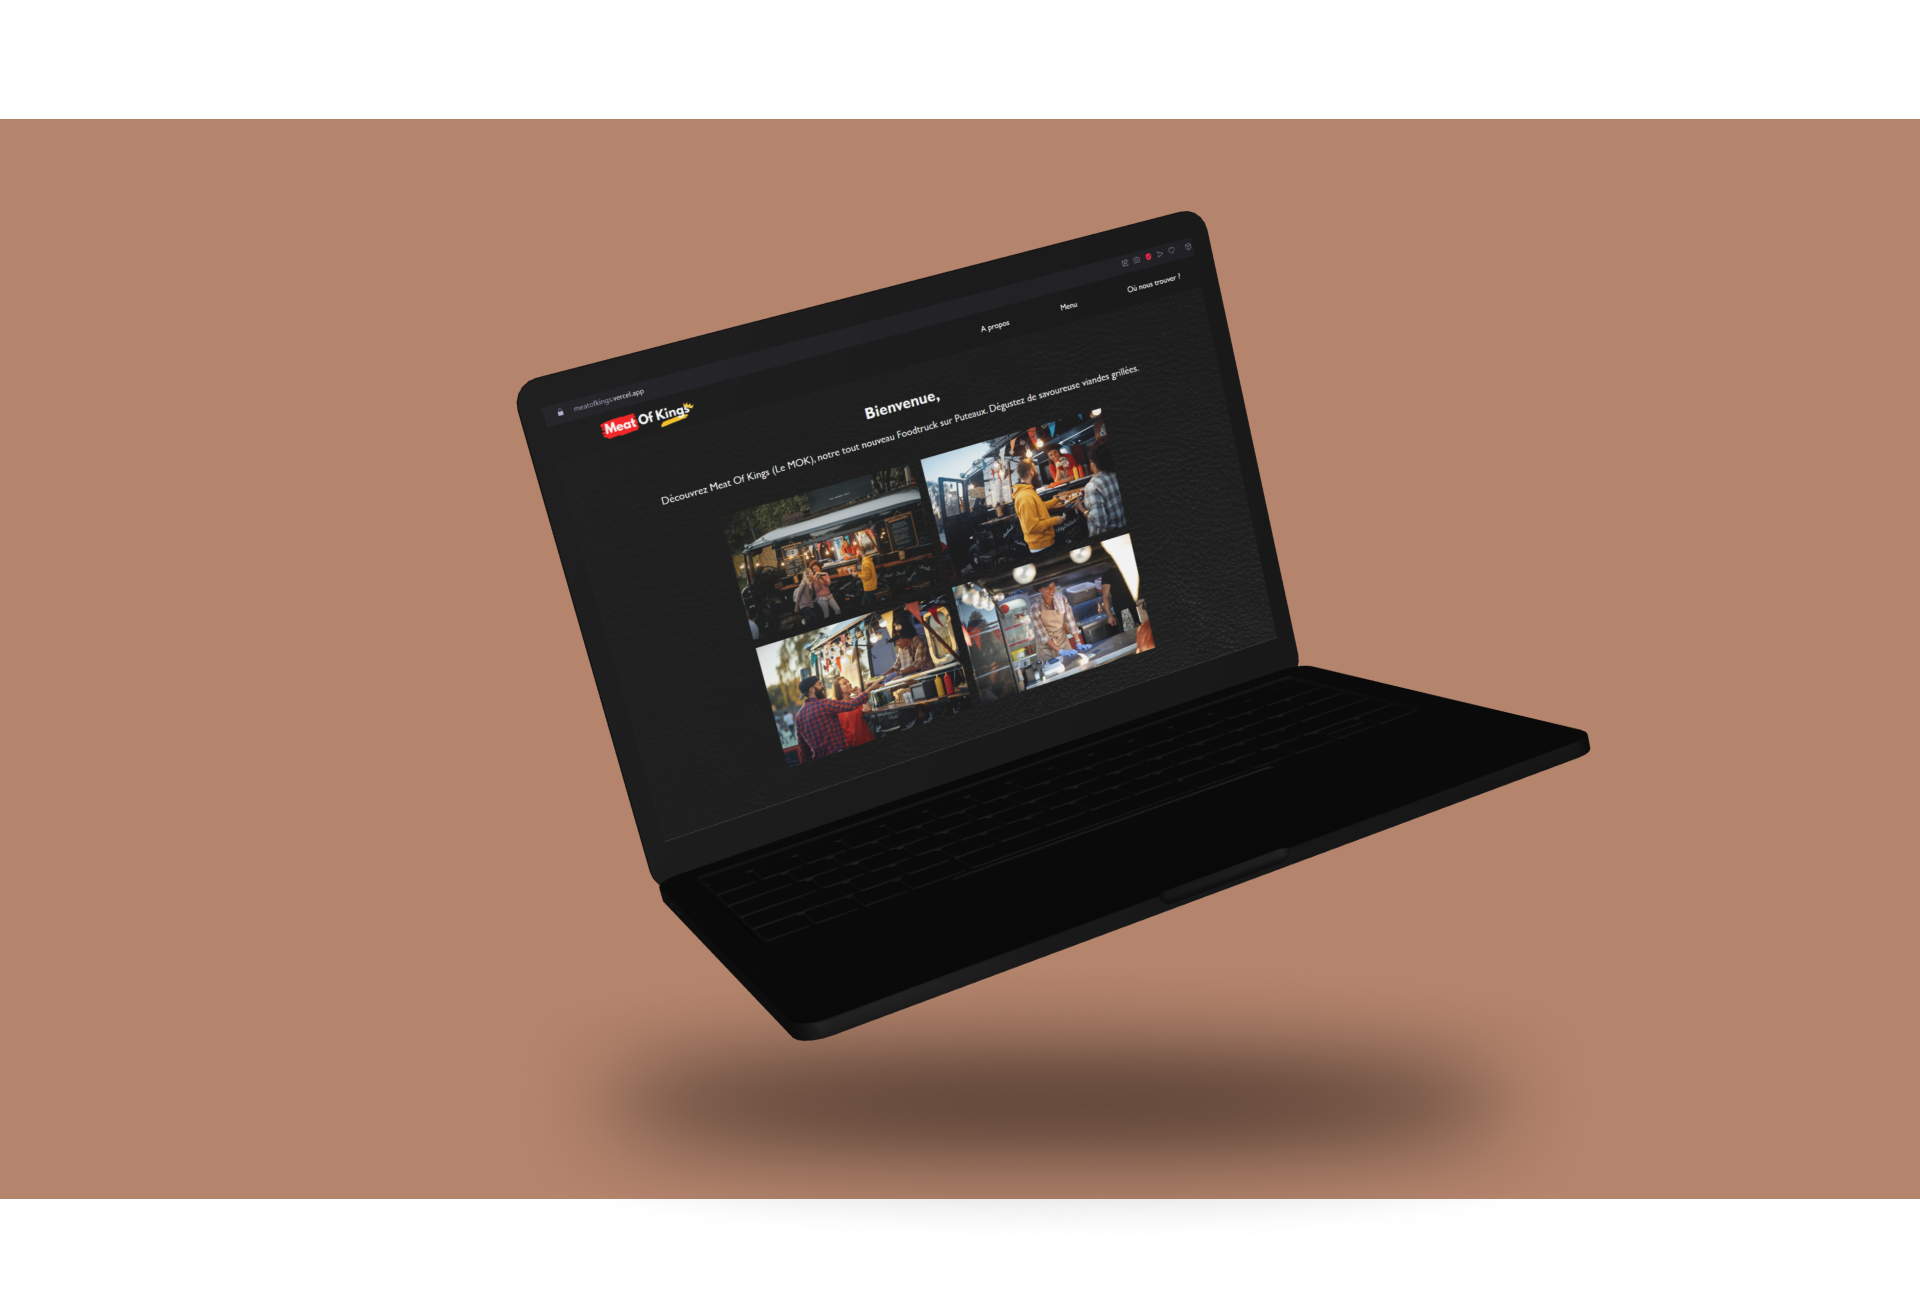 meatofkings.vercel.app
Meat Of Kings
A propos
Menu
Où nous trouver ?
Bienvenue,
Découvrez Meat Of Kings (Le MOK), notre tout nouveau Foodtruck sur Puteaux. Dégustez de savoureuse viandes grillées.